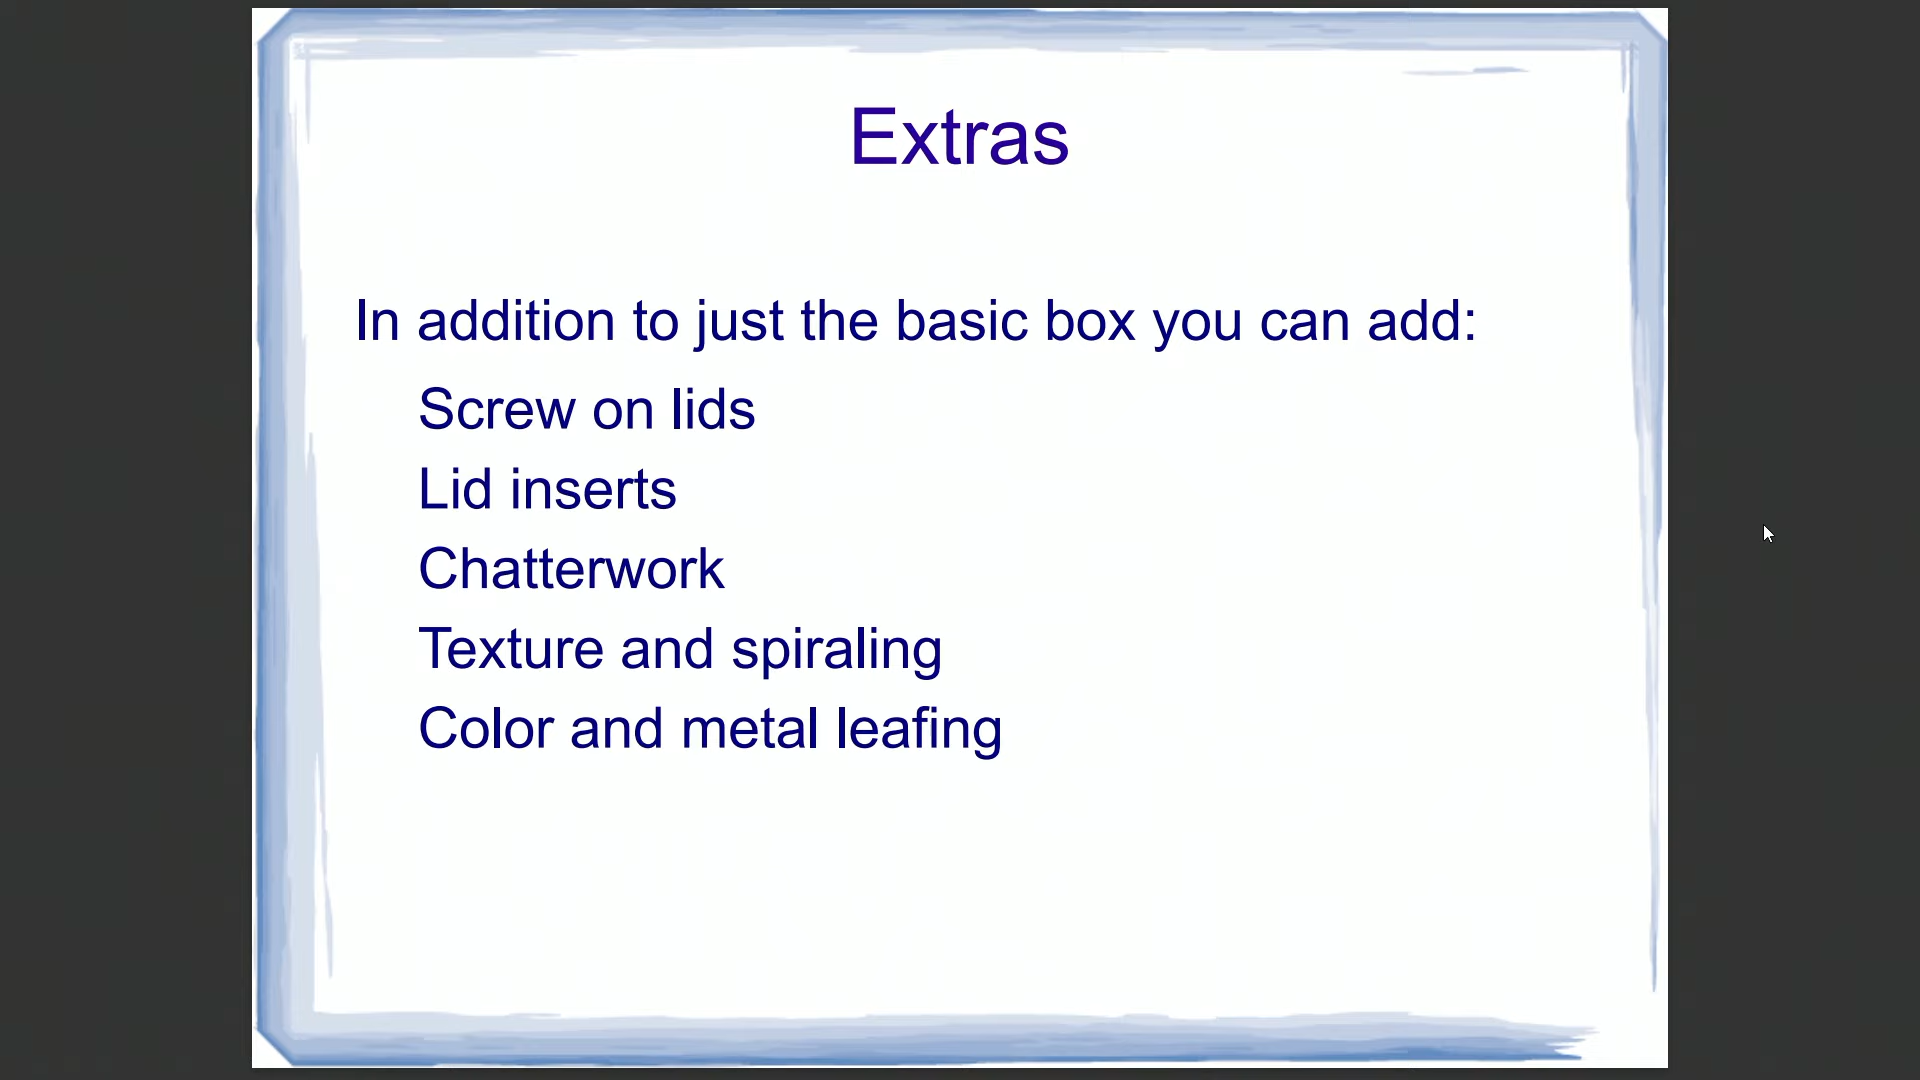 Extras
In addition to just the basic box you can add:
Screw on lids
Lid inserts
Chatterwork
Texture and spiraling
Color and metal leafing